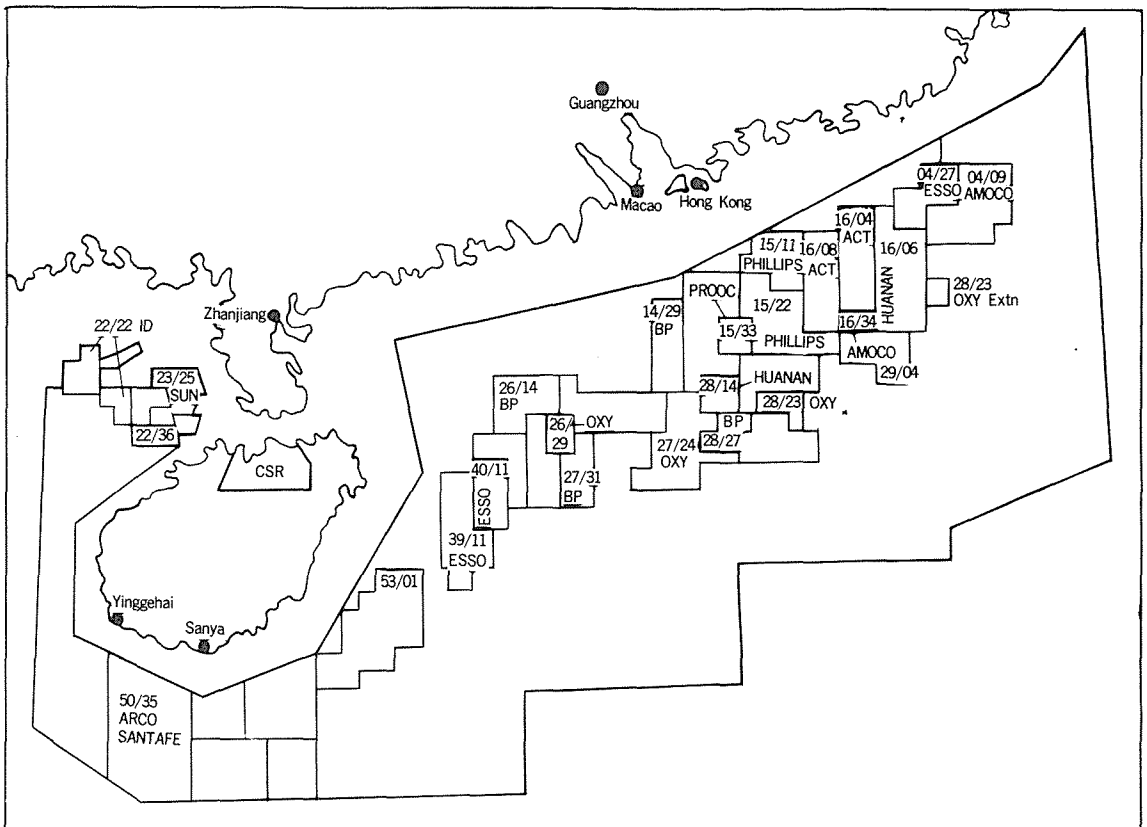 Guangzhou
Macao
Hong Kong
Zhanjiang
04/27
ESSO
04/09
AMOCO
16/04
ACT
16/06
HUANAN
15/11
PHILLIPS
16/08
ACT
28/23
OXY Extn
PROOC
15/22
14/29
BP
15/33
16/34
PHILLIPS
AMOCO
29/04
22/22 ID
23/25
SUN
22/36
26/14
BP
28/14
HUANAN
28/23
OXY
26/
29
OXY
BP
28/27
27/24
OXY
CSR
40/11
ESSO
27/31
BP
39/11
ESSO
53/01
Yinggehai
Sanya
50/35
ARCO
SANTAFE